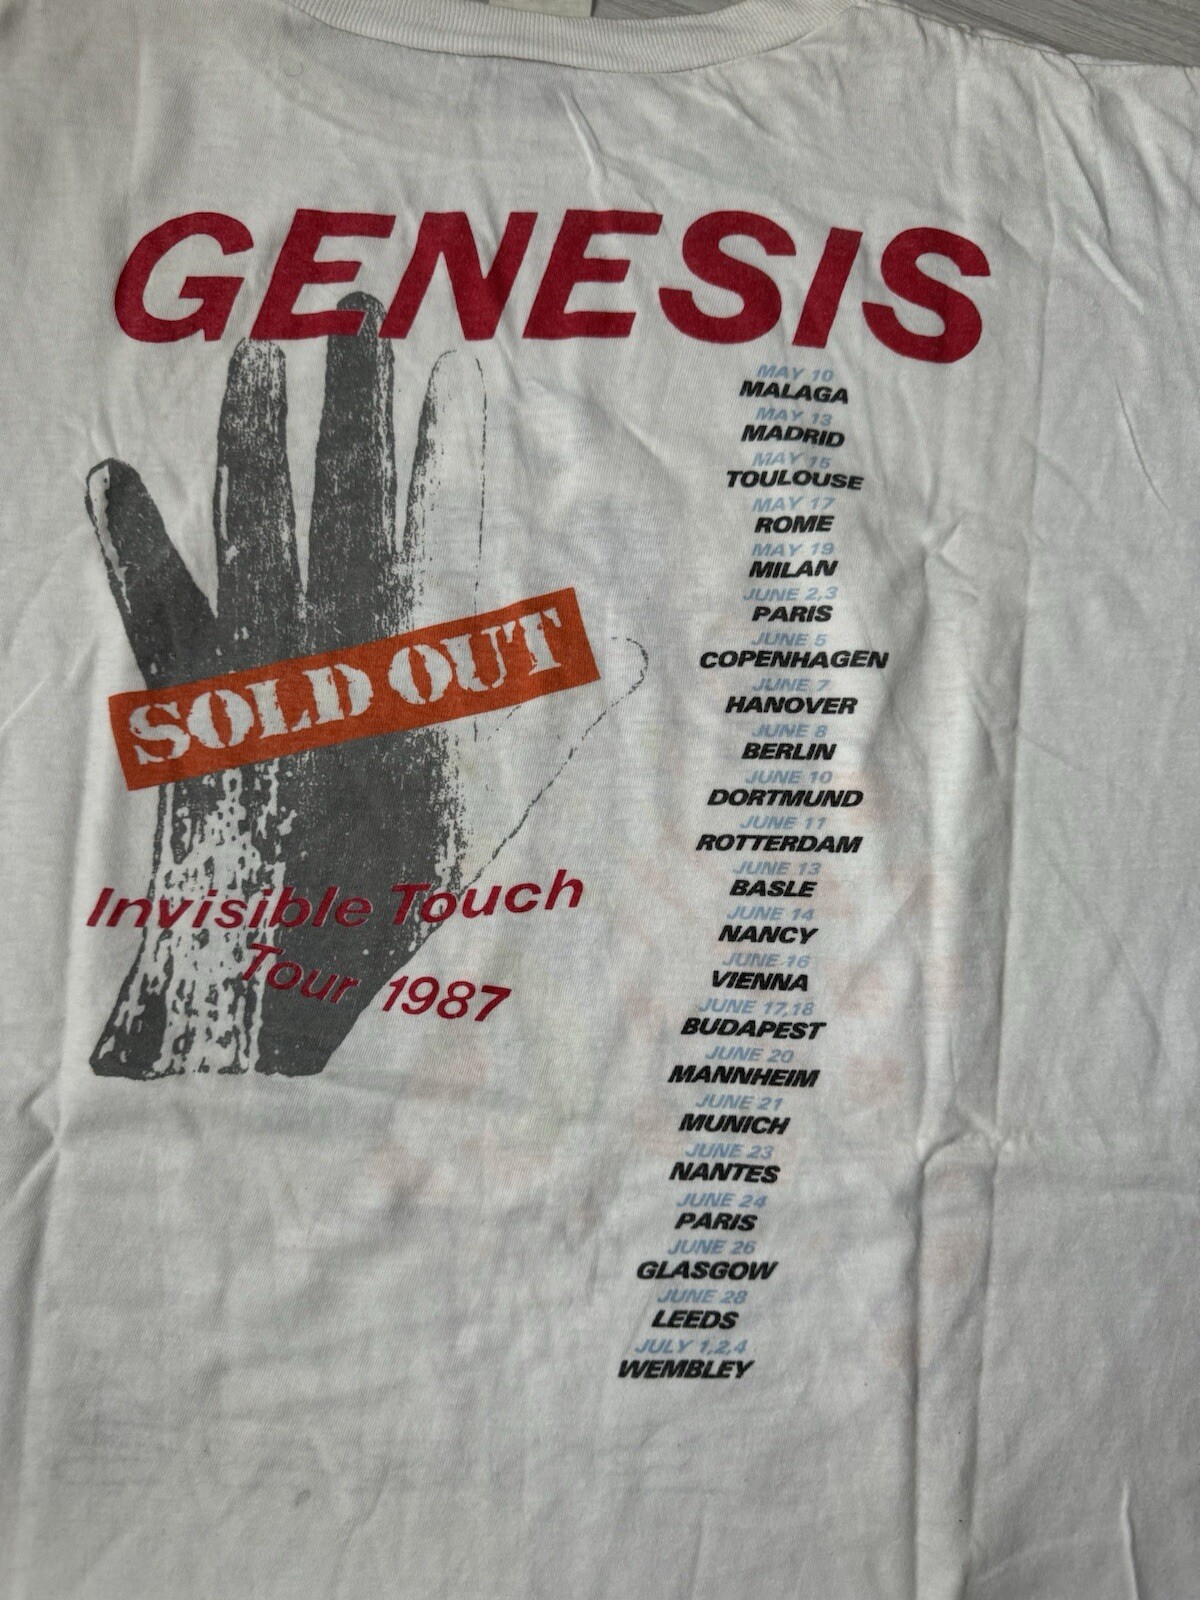 GENESIS
SOLD OUT
Invisible Touch
Tour 1987
MAY 10
MALAGA
MAY 13
MADRID
MAY 15
TOULOUSE
MAY 17
ROME
MAY 19
MILAN
JUNE 2,3
PARIS
JUNE 5
COPENHAGEN
JUNE 7
HANOVER
JUNE 8
BERLIN
JUNE 10
DORTMUND
JUNE 11
ROTTERDAM
JUNE 13
BASLE
JUNE 14
NANCY
JUNE 16
VIENNA
JUNE 17,18
BUDAPEST
JUNE 20
MANNHEIM
JUNE 21
MUNICH
JUNE 23
NANTES
JUNE 24
PARIS
JUNE 26
GLASGOW
JUNE 28
LEEDS
JULY 1,2,4
WEMBLEY